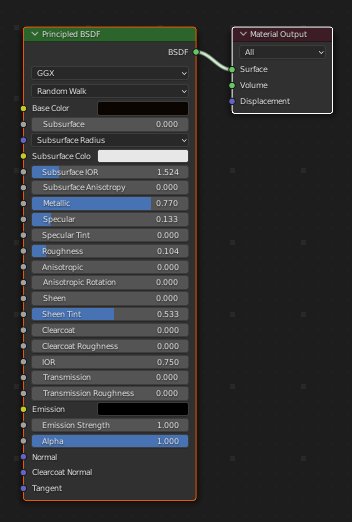 Principled BSDF
BSDF
GGX
Random Walk
Base Color
Subsurface 0.000
Subsurface Radius
Subsurface Colo
Subsurface IOR 1.524
Subsurface Anisotropy 0.000
Metallic 0.770
Specular 0.133
Specular Tint 0.000
Roughness 0.104
Anisotropic 0.000
Anisotropic Rotation 0.000
Sheen 0.000
Sheen Tint 0.533
Clearcoat 0.000
Clearcoat Roughness 0.000
IOR 0.750
Transmission 0.000
Transmission Roughness 0.000
Emission
Emission Strength 1.000
Alpha 1.000
Normal
Clearcoat Normal
Tangent
Material Output
All
Surface
Volume
Displacement